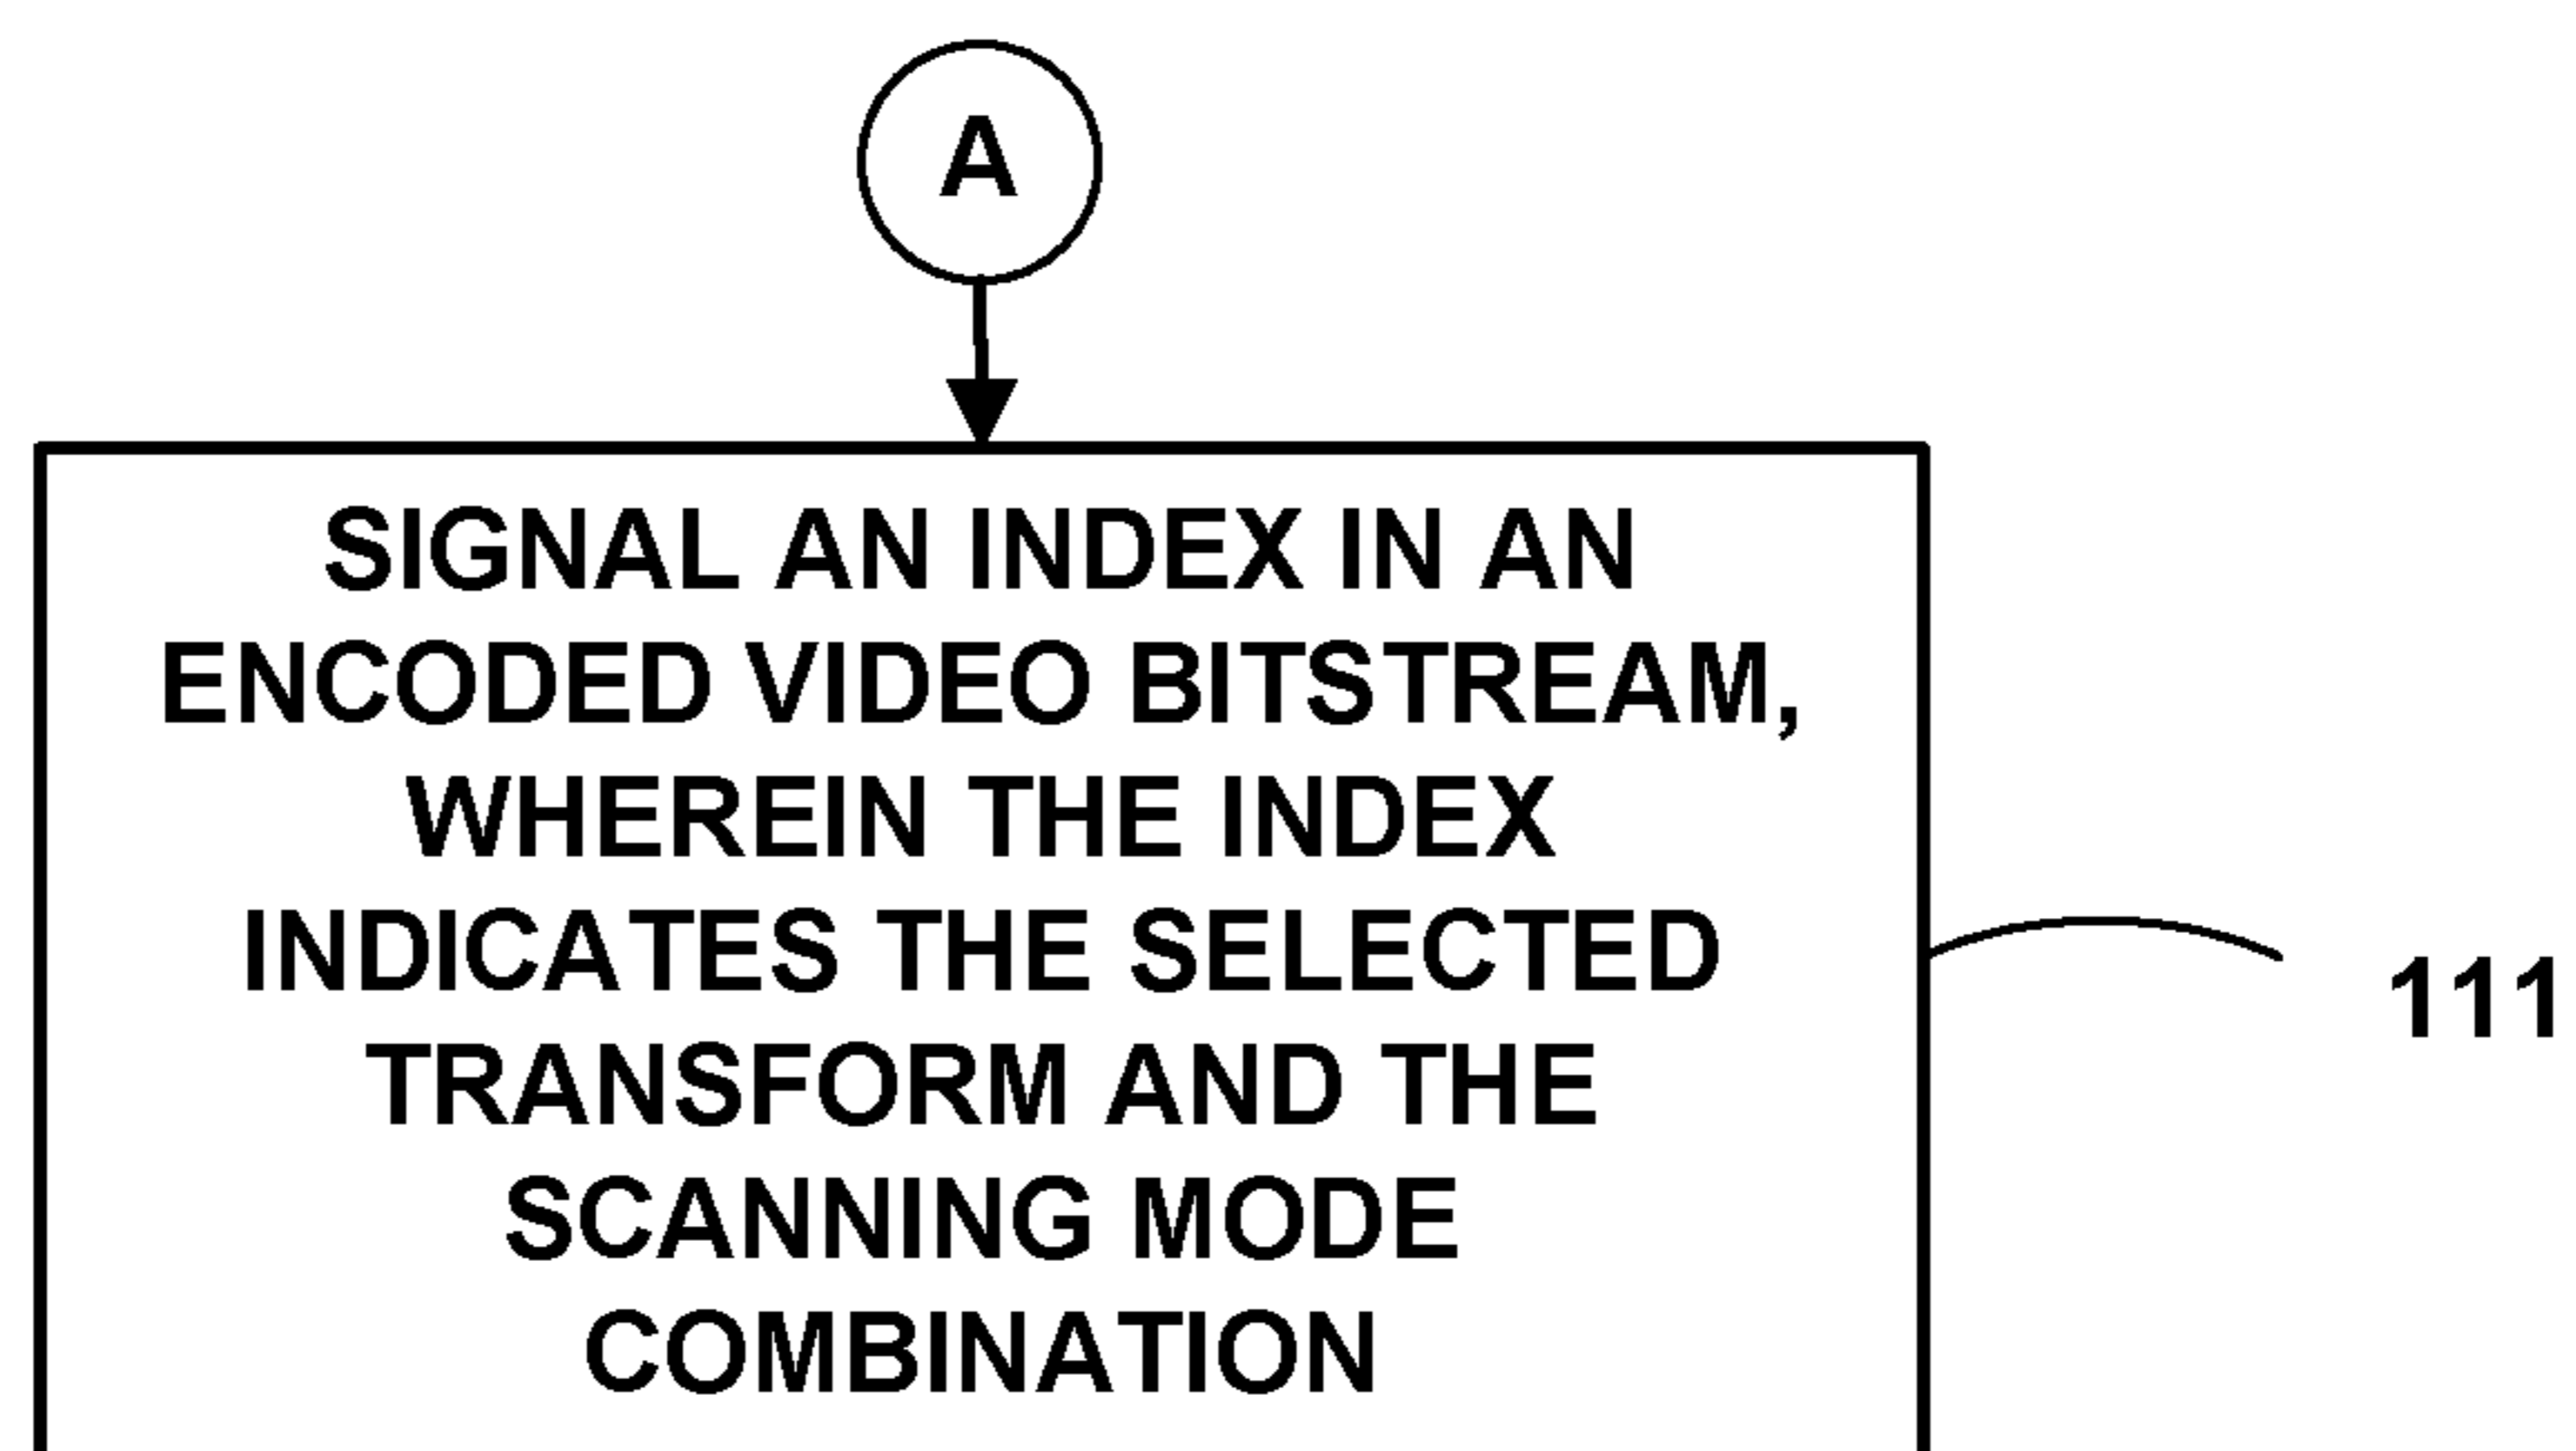 A
SIGNAL AN INDEX IN AN
ENCODED VIDEO BITSTREAM,
WHEREIN THE INDEX
INDICATES THE SELECTED
TRANSFORM AND THE
SCANNING MODE
COMBINATION
111